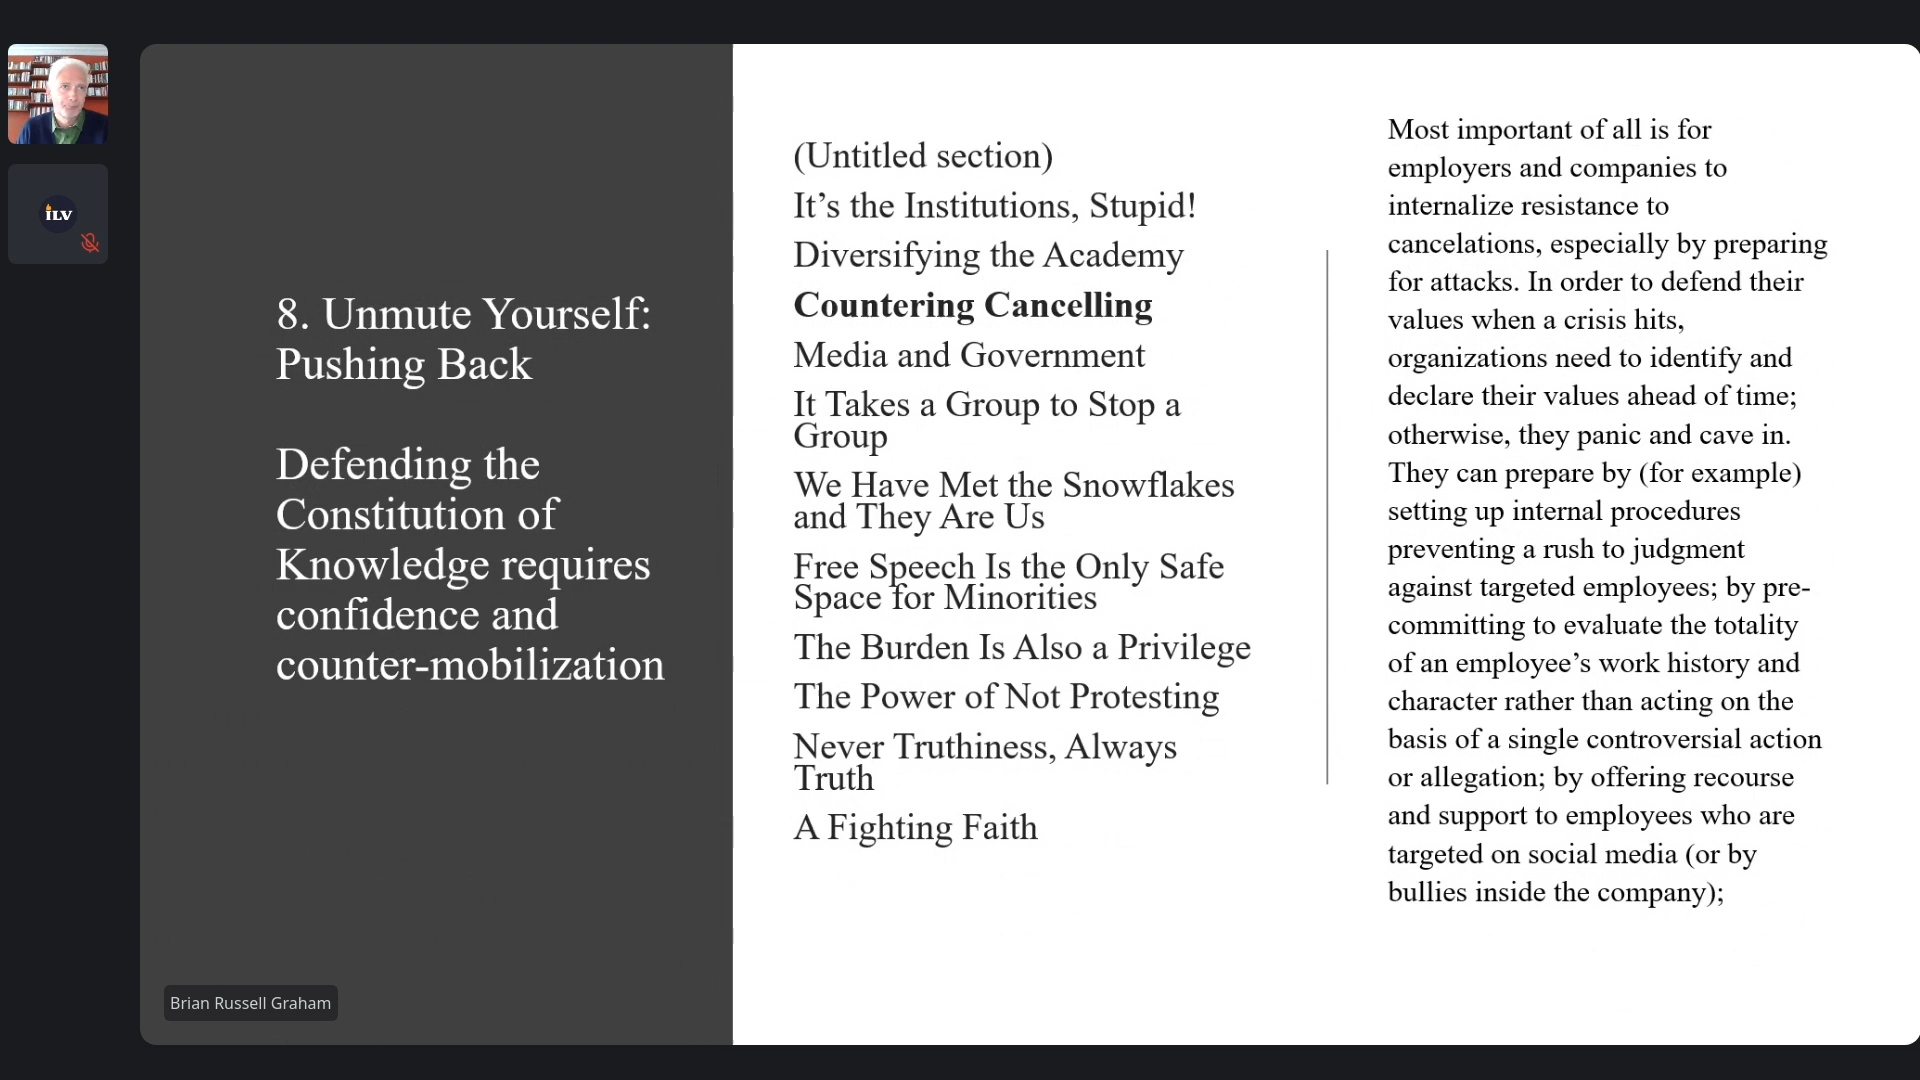 ILV
8. Unmute Yourself:
Pushing Back
Defending the
Constitution of
Knowledge requires
confidence and
counter-mobilization
Brian Russell Graham
(Untitled section)
It’s the Institutions, Stupid!
Diversifying the Academy
Countering Cancelling
Media and Government
It Takes a Group to Stop a
Group
We Have Met the Snowflakes
and They Are Us
Free Speech Is the Only Safe
Space for Minorities
The Burden Is Also a Privilege
The Power of Not Protesting
Never Truthiness, Always
Truth
A Fighting Faith
Most important of all is for
employers and companies to
internalize resistance to
cancelations, especially by preparing
for attacks. In order to defend their
values when a crisis hits,
organizations need to identify and
declare their values ahead of time;
otherwise, they panic and cave in.
They can prepare by (for example)
setting up internal procedures
preventing a rush to judgment
against targeted employees; by pre-
committing to evaluate the totality
of an employee’s work history and
character rather than acting on the
basis of a single controversial action
or allegation; by offering recourse
and support to employees who are
targeted on social media (or by
bullies inside the company);